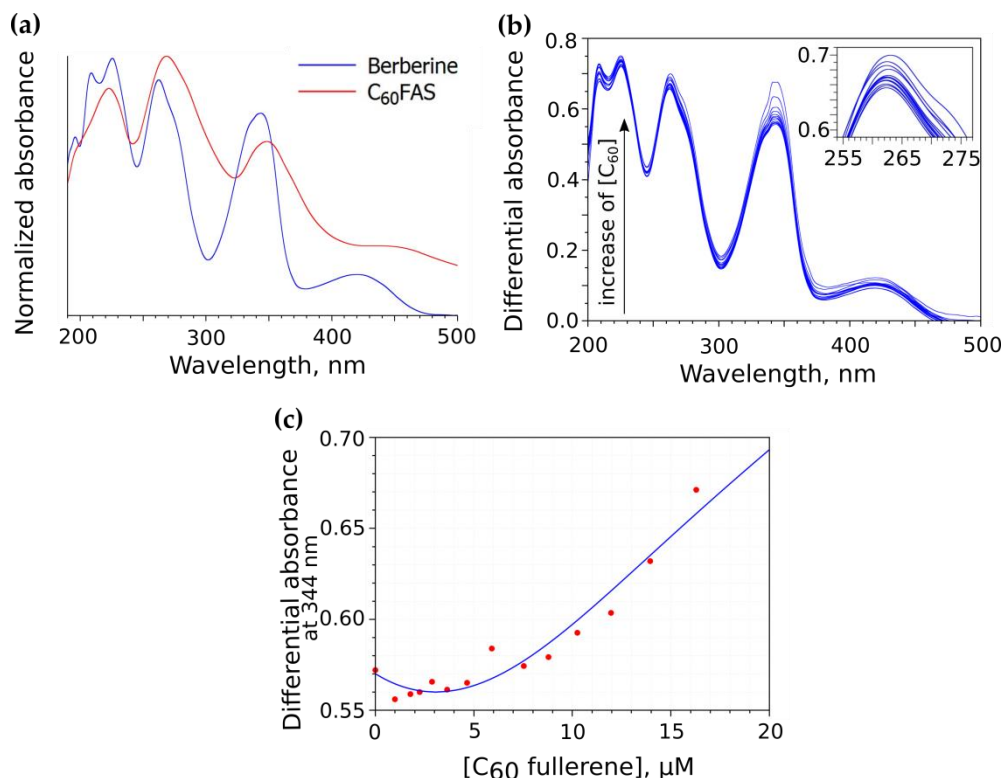 (a)
Normalized absorbance
Berberine
C₆₀FAS
200
300
400
500
Wavelength, nm
(b)
Differential absorbance
0.8
0.6
0.4
0.2
0.0
increase of [C₆₀]
0.7
0.6
255
265
275
200
300
400
500
Wavelength, nm
(c)
Differential absorbance
at 344 nm
0.70
0.65
0.60
0.55
0
5
10
15
20
[C₆₀ fullerene], μM